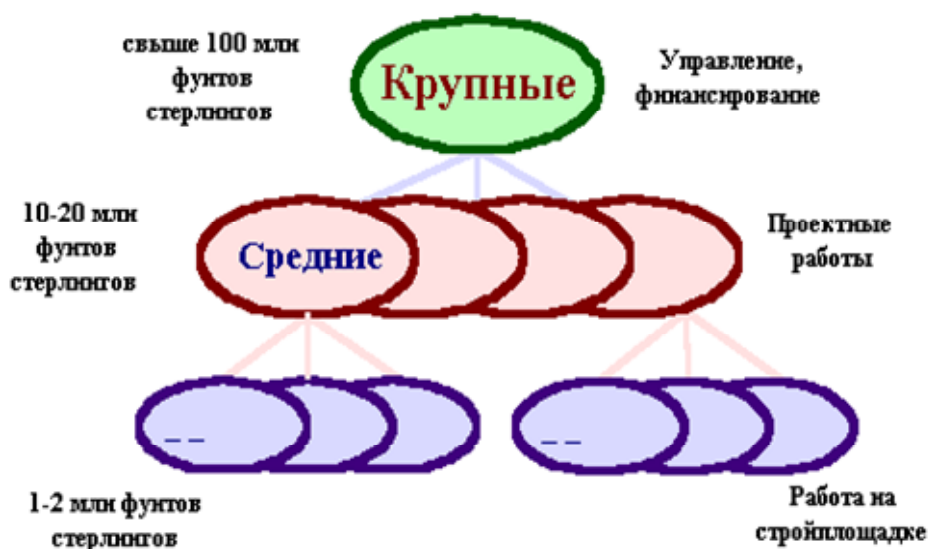 свыше 100 млн
фунтов
стерлингов
Крупные
Управление,
финансирование
10-20 млн
фунтов
стерлингов
Средние
Проектные
работы
_ _
_ _
1-2 млн фунтов
стерлингов
Работа на
стройплощадке